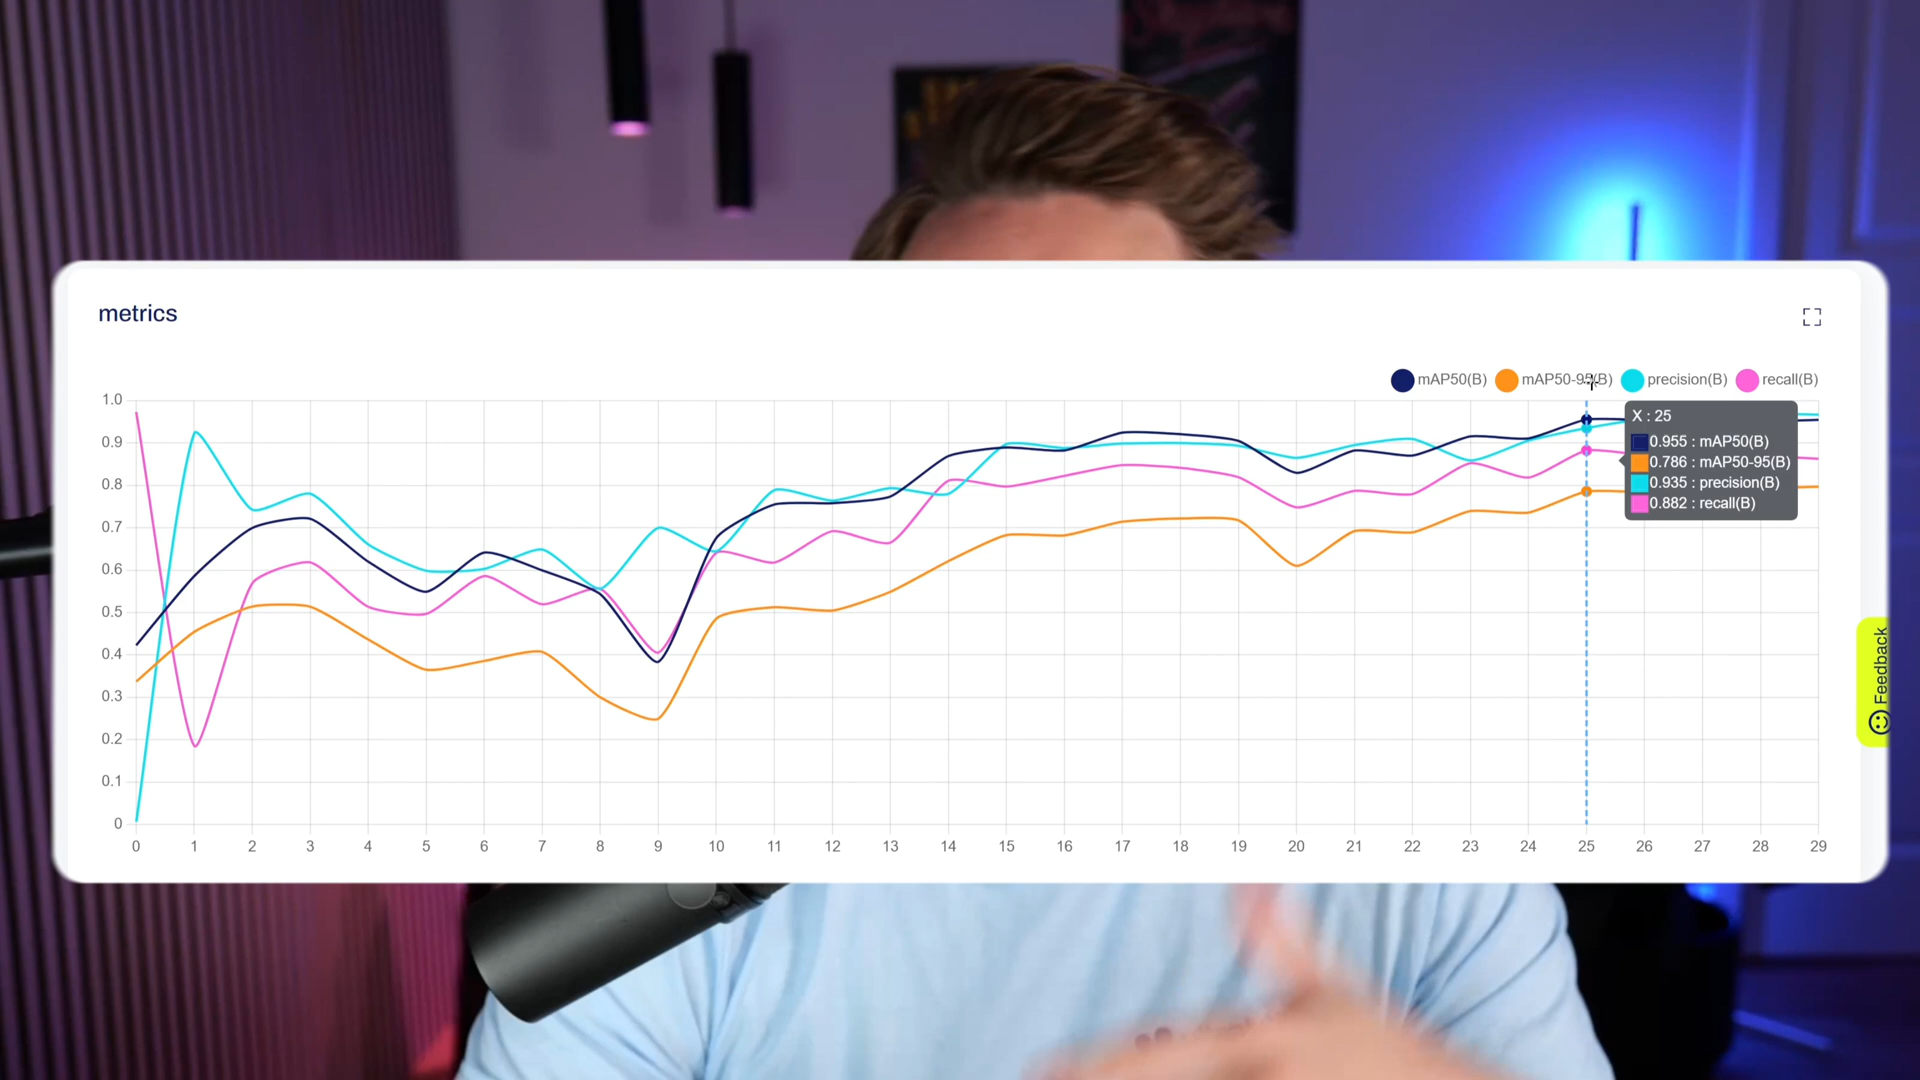 metrics
mAP50(B) mAP50-95(B) precision(B) recall(B)
1.0
0.9
0.8
0.7
0.6
0.5
0.4
0.3
0.2
0.1
0
X : 25
0.955 : mAP50(B)
0.786 : mAP50-95(B)
0.935 : precision(B)
0.882 : recall(B)
0 1 2 3 4 5 6 7 8 9 10 11 12 13 14 15 16 17 18 19 20 21 22 23 24 25 26 27 28 29
Feedback